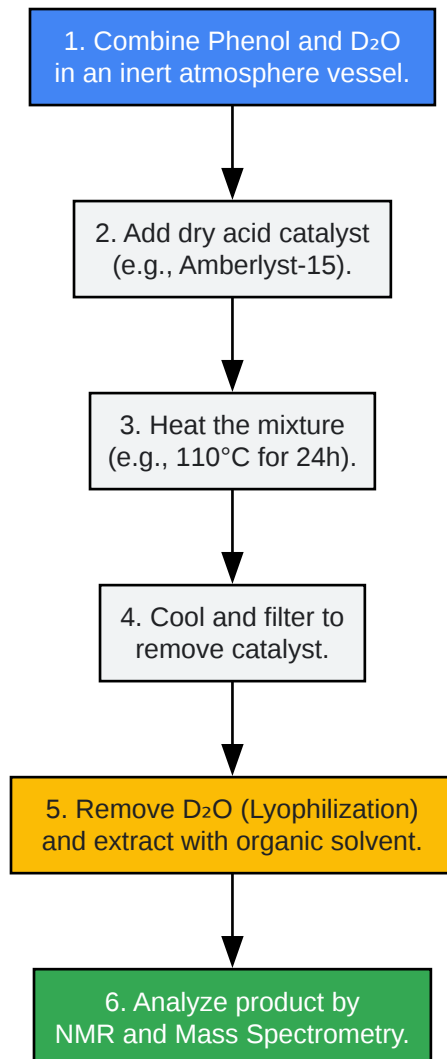 1. Combine Phenol and D₂O
in an inert atmosphere vessel.
2. Add dry acid catalyst
(e.g., Amberlyst-15).
3. Heat the mixture
(e.g., 110°C for 24h).
4. Cool and filter to
remove catalyst.
5. Remove D₂O (Lyophilization)
and extract with organic solvent.
6. Analyze product by
NMR and Mass Spectrometry.